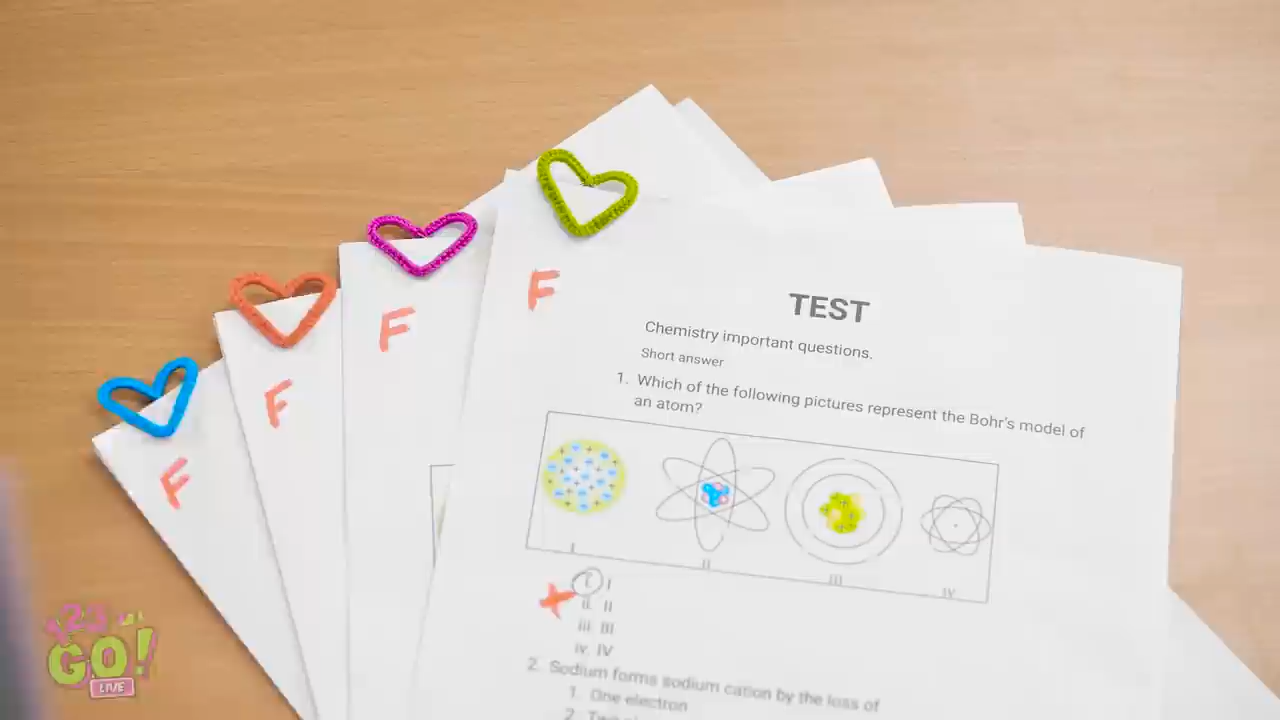 F
F
F
F
TEST
Chemistry important questions.
Short answer
1. Which of the following pictures represent the Bohr's model of
an atom?
I
II
III
IV
i. I
ii. II
iii. III
iv. IV
2. Sodium forms sodium cation by the loss of
1. One electron
2.
123
GO!
LIVE